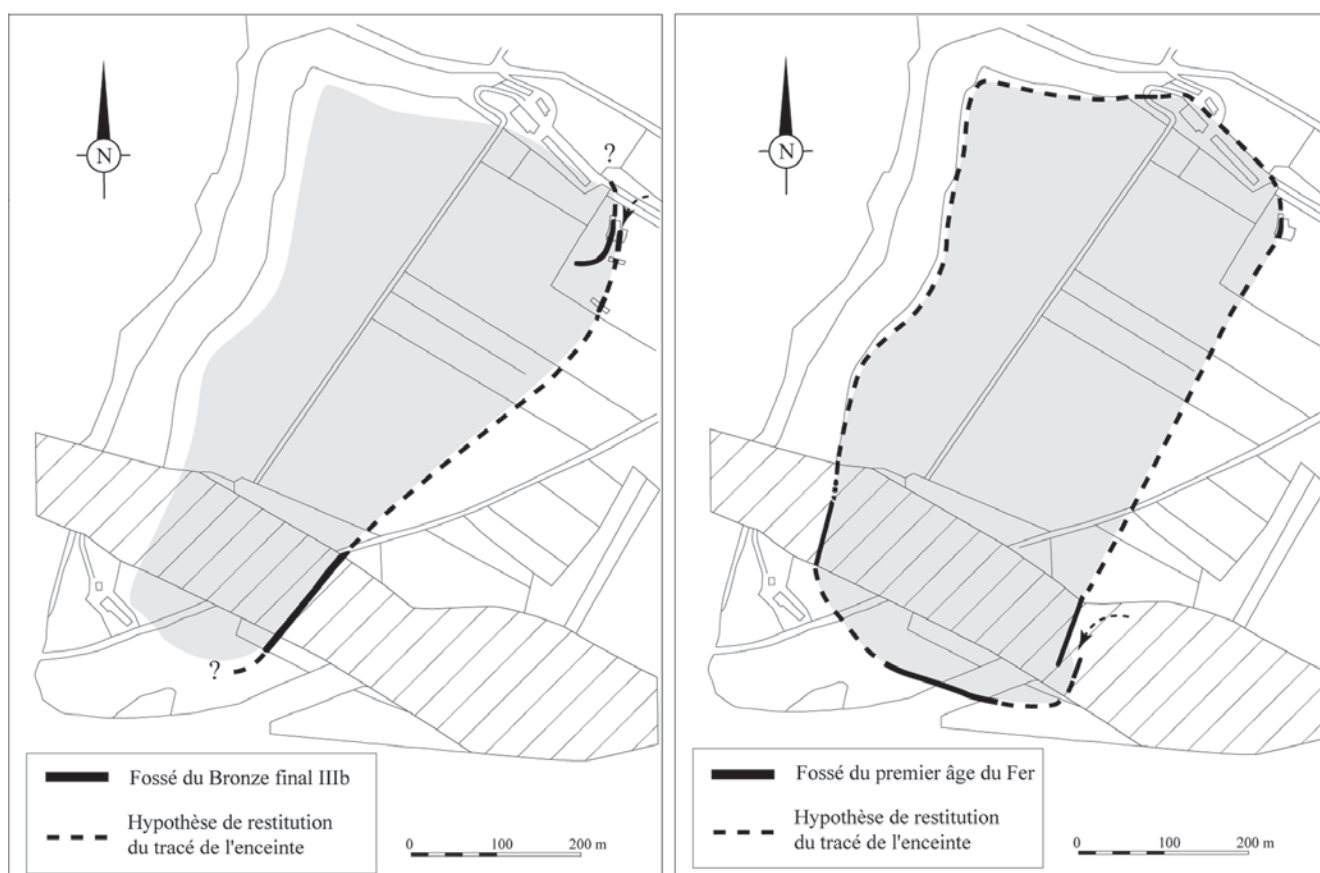 N
?
?
Fossé du Bronze final IIIb
Hypothèse de restitution
du tracé de l'enceinte
0 100 200 m
N
Fossé du premier âge du Fer
Hypothèse de restitution
du tracé de l'enceinte
0 100 200 m